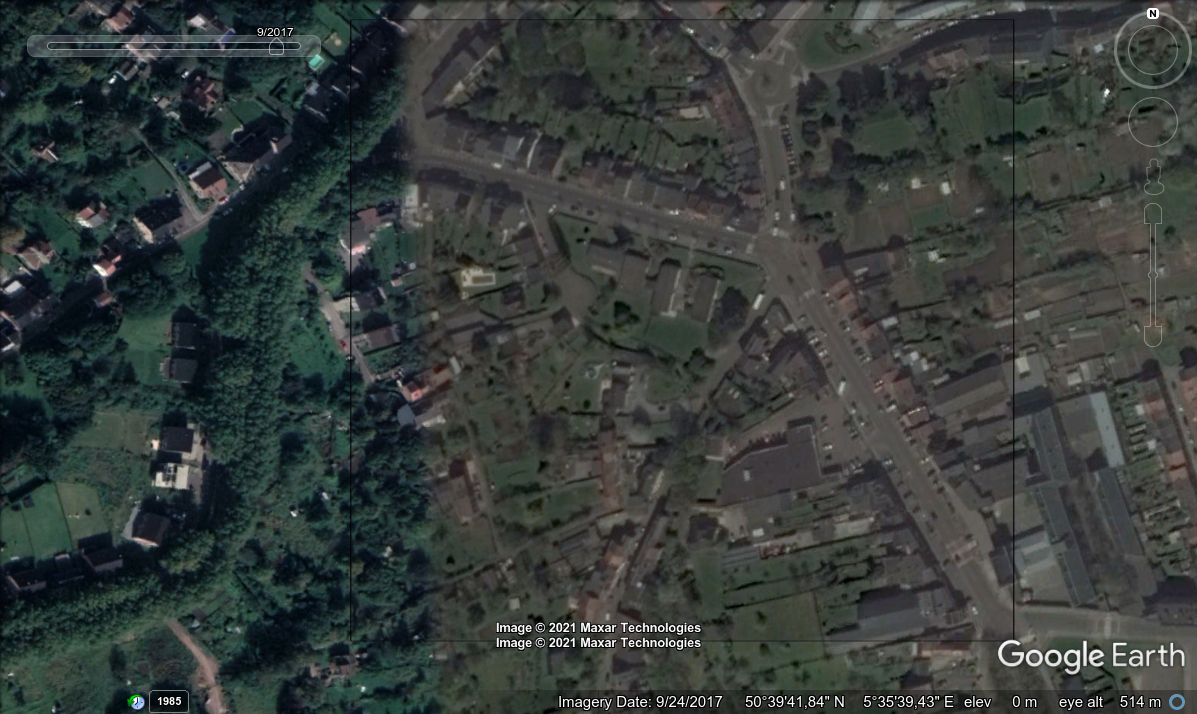 9/2017
N
Image © 2021 Maxar Technologies
Image © 2021 Maxar Technologies
Google Earth
1985
Imagery Date: 9/24/2017 50°39'41,84" N 5°35'39,43" E elev 0 m eye alt 514 m